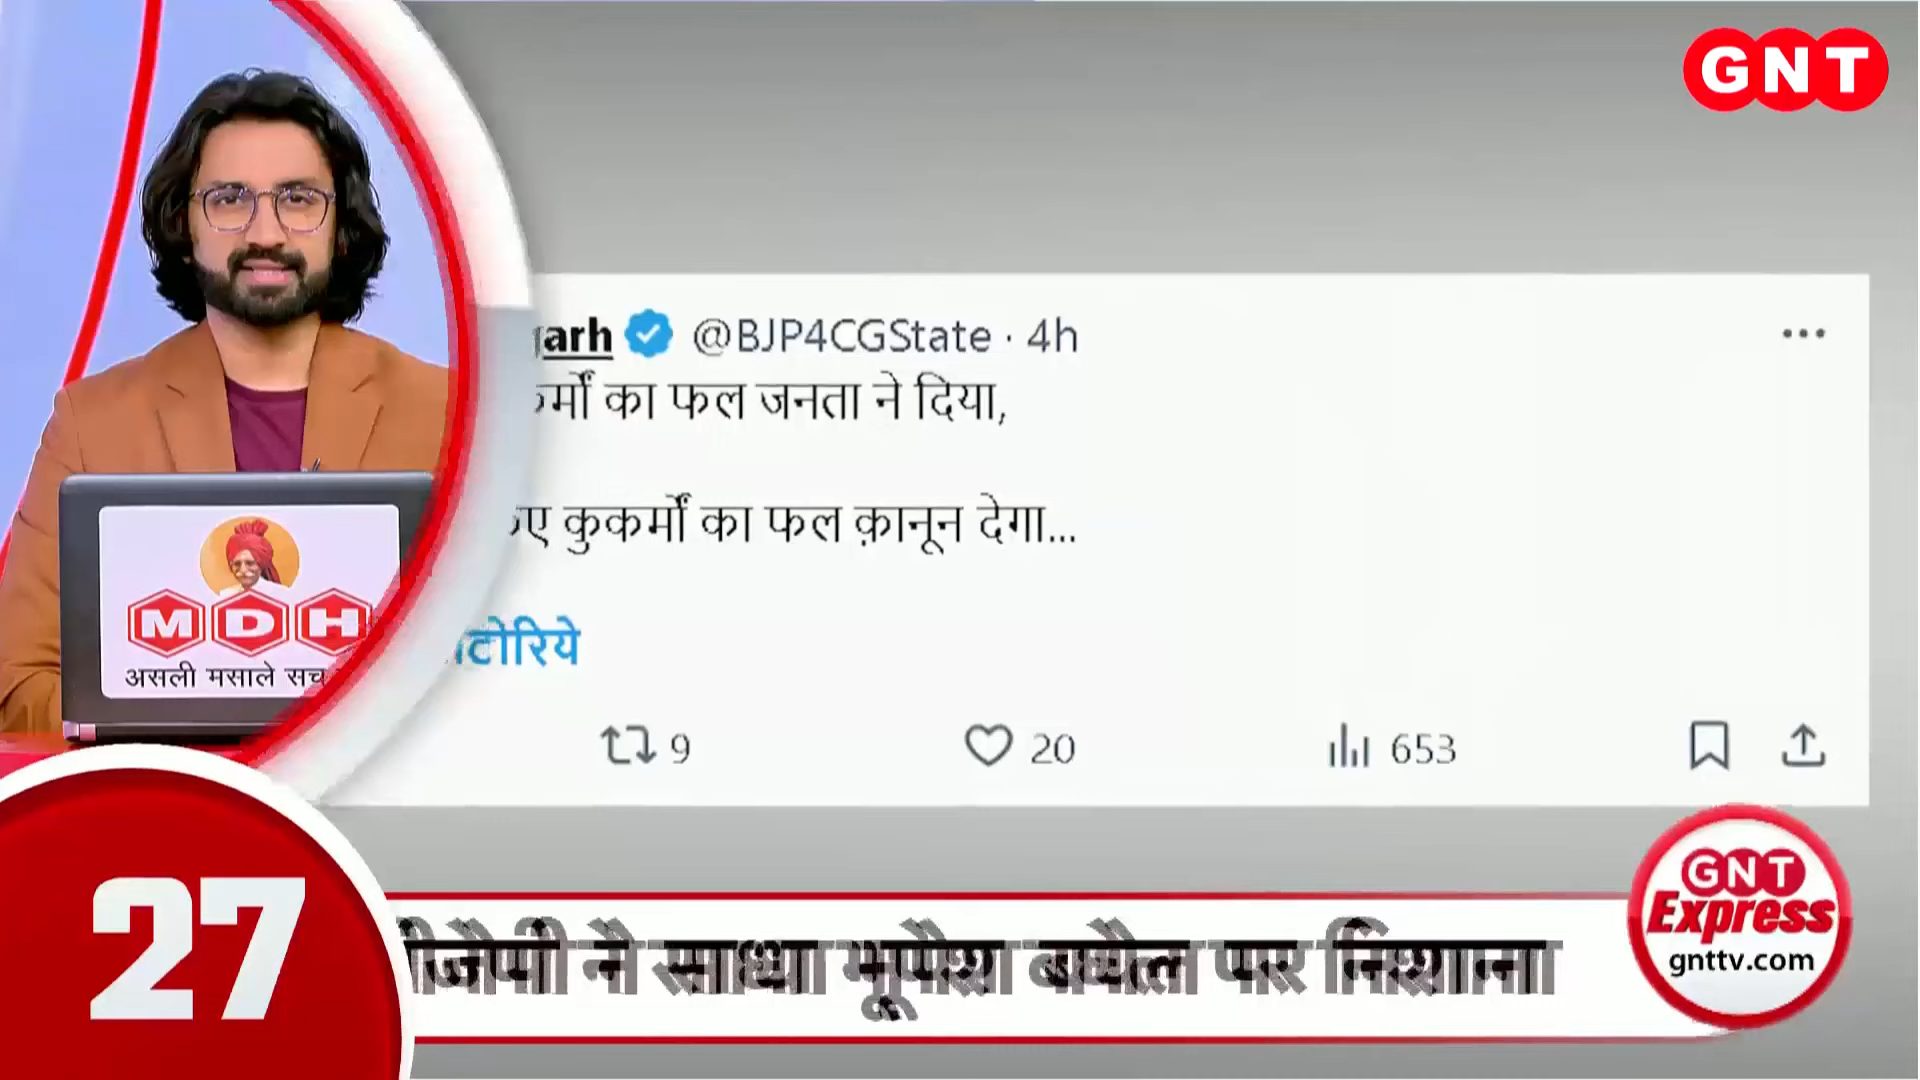 GNT
@BJP4CGState · 4h
का फल जनता ने दिया,
कुकर्मों का फल क़ानून देगा...
9 20 653
MDH
असली मसाले सच
27
ने साधा भूपेश बघेल पर निशाना
GNT
Express
gnttv.com